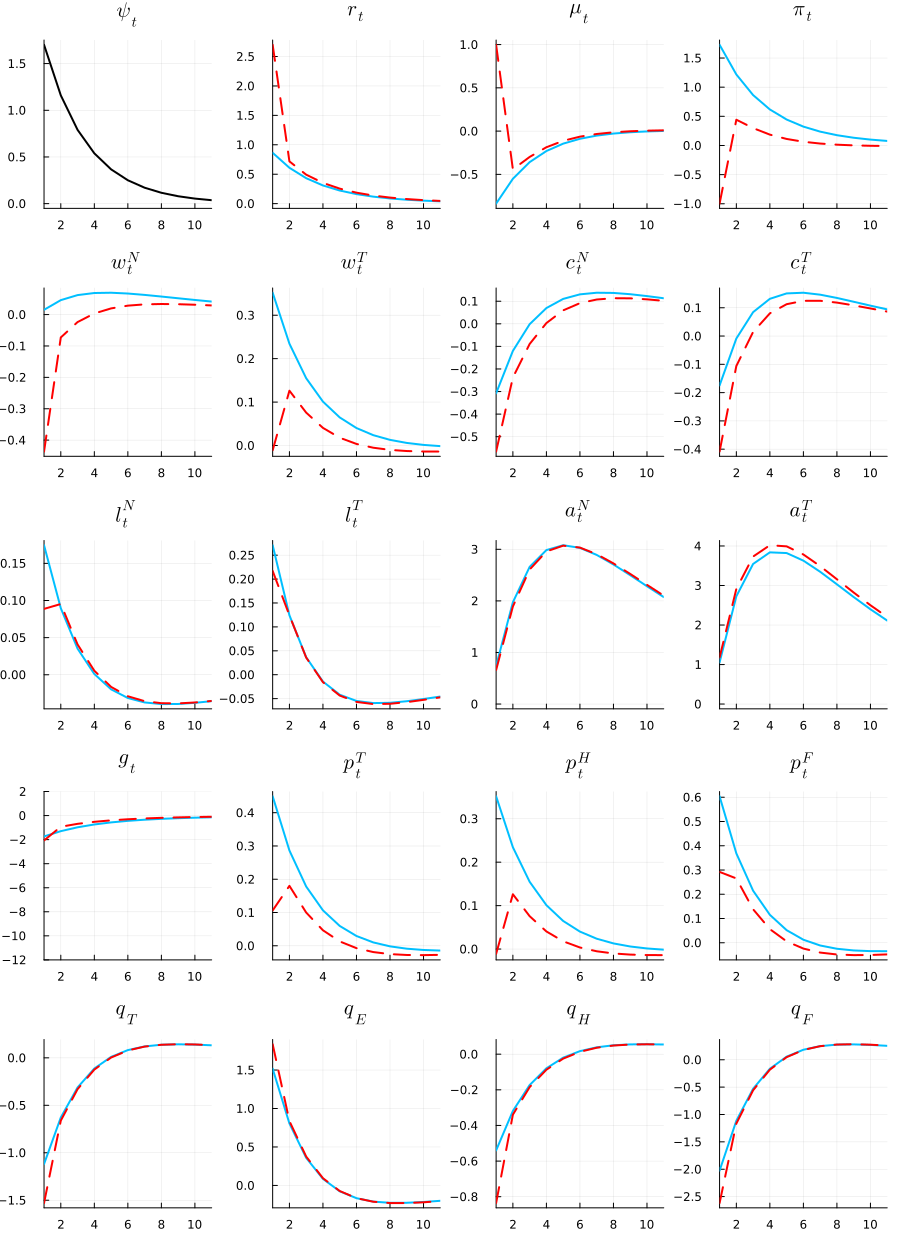 ψ_t r_t μ_t π_t
1.5 1.0 0.5 0.0
2.5 2.0 1.5 1.0 0.5 0.0
1.0 0.5 0.0 −0.5
1.5 1.0 0.5 0.0 −0.5 −1.0
2 4 6 8 10 2 4 6 8 10 2 4 6 8 10 2 4 6 8 10
w_t^N w_t^T c_t^N c_t^T
0.0 −0.1 −0.2 −0.3 −0.4
0.3 0.2 0.1 0.0
0.1 0.0 −0.1 −0.2 −0.3 −0.4 −0.5
0.1 0.0 −0.1 −0.2 −0.3 −0.4
2 4 6 8 10 2 4 6 8 10 2 4 6 8 10 2 4 6 8 10
l_t^N l_t^T a_t^N a_t^T
0.15 0.10 0.05 0.00
0.25 0.20 0.15 0.10 0.05 0.00 −0.05
3 2 1 0
4 3 2 1 0
2 4 6 8 10 2 4 6 8 10 2 4 6 8 10 2 4 6 8 10
g_t p_t^T p_t^H p_t^F
2 0 −2 −4 −6 −8 −10 −12
0.4 0.3 0.2 0.1 0.0
0.3 0.2 0.1 0.0
0.6 0.5 0.4 0.3 0.2 0.1 0.0
2 4 6 8 10 2 4 6 8 10 2 4 6 8 10 2 4 6 8 10
q_T q_E q_H q_F
0.0 −0.5 −1.0 −1.5
1.5 1.0 0.5 0.0
0.0 −0.2 −0.4 −0.6 −0.8
0.0 −0.5 −1.0 −1.5 −2.0 −2.5
2 4 6 8 10 2 4 6 8 10 2 4 6 8 10 2 4 6 8 10